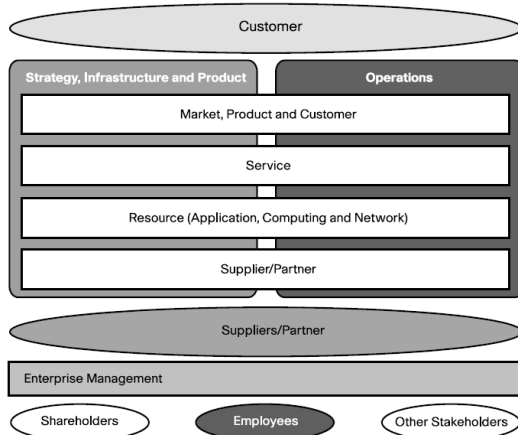 Customer
Strategy, Infrastructure and Product
Operations
Market, Product and Customer
Service
Resource (Application, Computing and Network)
Supplier/Partner
Suppliers/Partner
Enterprise Management
Shareholders
Employees
Other Stakeholders